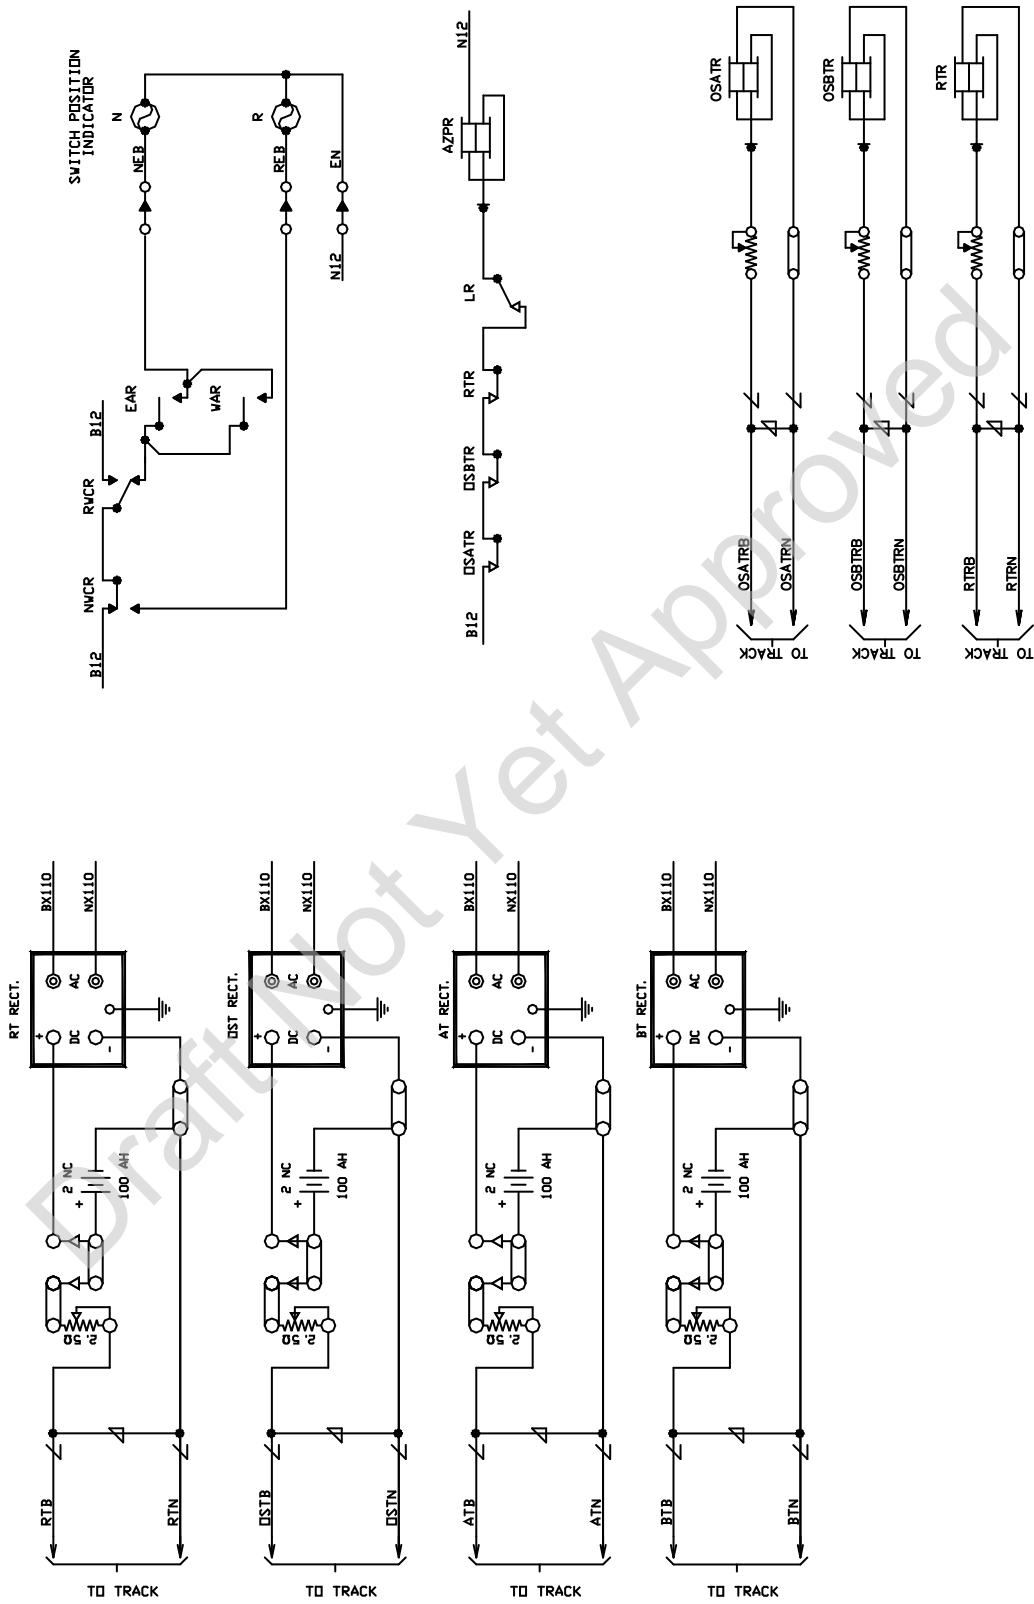 SWITCH POSITION
INDICATOR
N
NEB
R
REB
EN
N12
EAR
WAR
B12
RWCR
NWCR
B12
N12
AZPR
LR
RTR
OSBTR
OSATR
B12
OSATR
OSATRB
OSATRN
TO TRACK
OSBTR
OSBTRB
OSBTRN
TO TRACK
RTR
RTRB
RTRN
TO TRACK
RT RECT.
BX110
NX110
AC
+
DC
-
2 NC
+
100 AH
2.5Ω
RTB
RTN
TO TRACK
OST RECT.
BX110
NX110
AC
+
DC
-
2 NC
+
100 AH
2.5Ω
OSTB
OSTN
TO TRACK
AT RECT.
BX110
NX110
AC
+
DC
-
2 NC
+
100 AH
2.5Ω
ATB
ATN
TO TRACK
BT RECT.
BX110
NX110
AC
+
DC
-
2 NC
+
100 AH
2.5Ω
BTB
BTN
TO TRACK
Draft Not Yet Approved